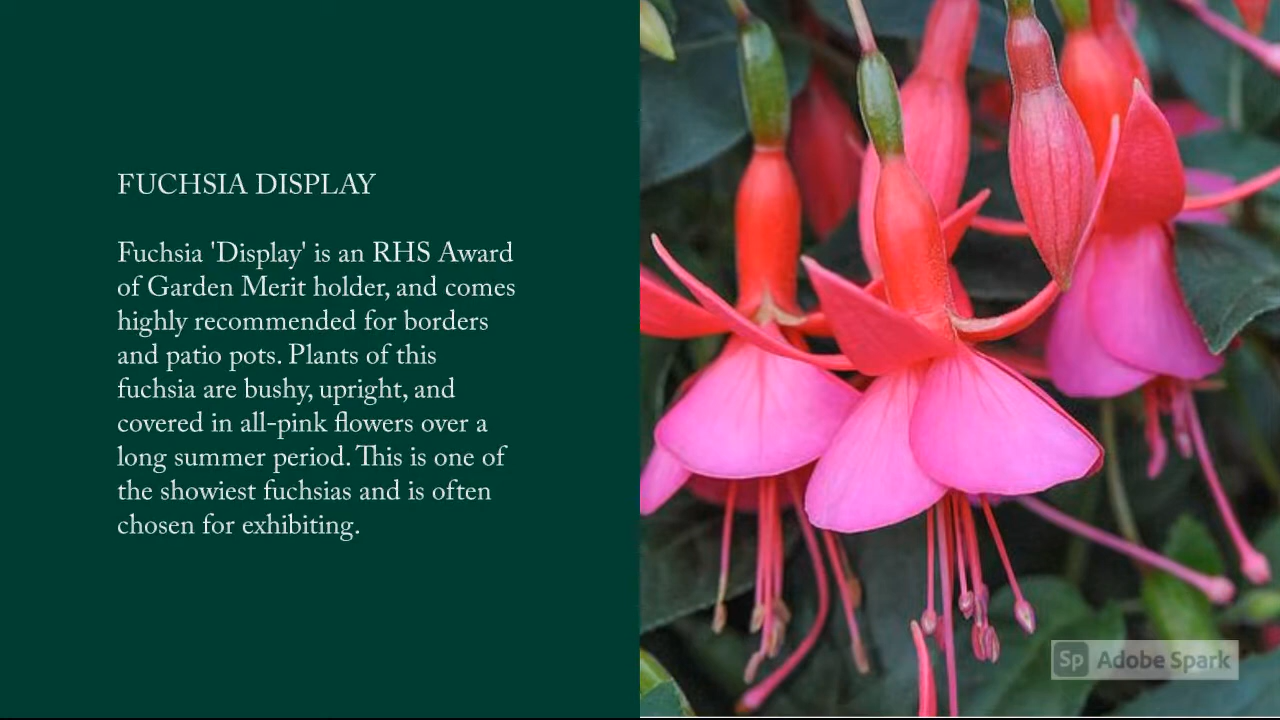 FUCHSIA DISPLAY
Fuchsia 'Display' is an RHS Award
of Garden Merit holder, and comes
highly recommended for borders
and patio pots. Plants of this
fuchsia are bushy, upright, and
covered in all-pink flowers over a
long summer period. This is one of
the showiest fuchsias and is often
chosen for exhibiting.
Sp Adobe Spark